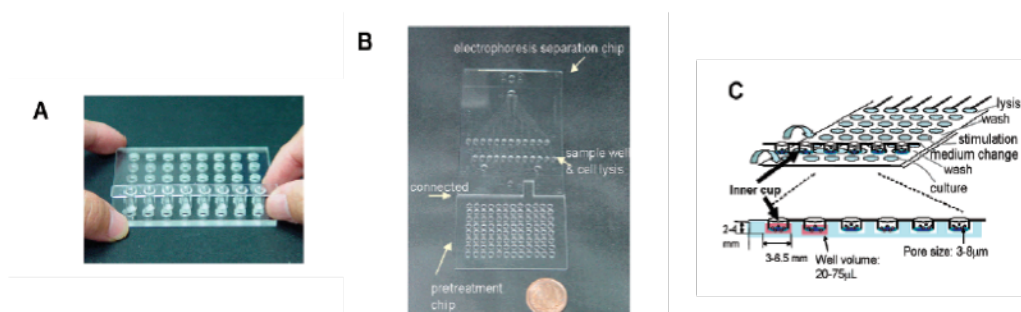 A
B
electrophoresis separation chip
sample well
& cell lysis
connected
pretreatment
chip
C
lysis
wash
stimulation
medium change
wash
culture
Inner cup
2-4
mm
3-6.5 mm
Well volume:
20-75μL
Pore size: 3-8μm